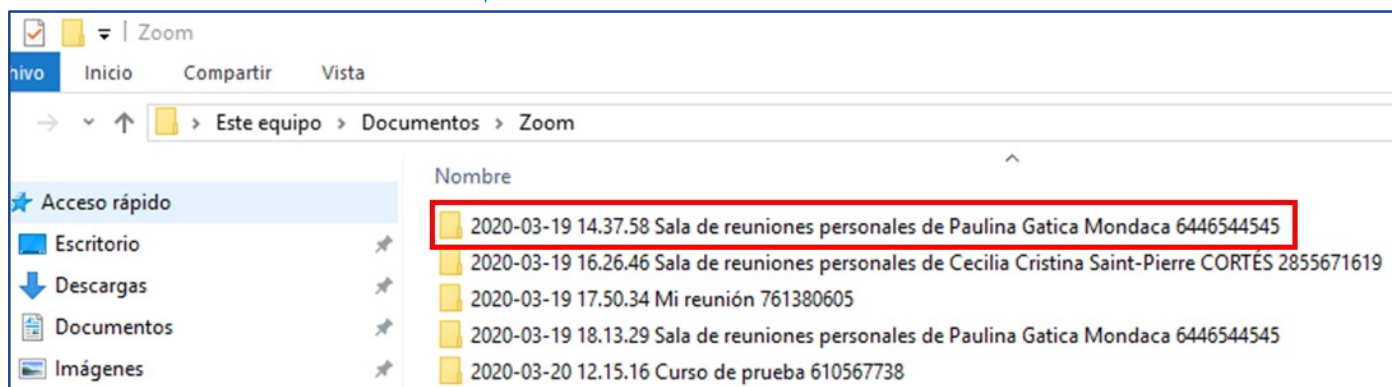 Zoom
hivo Inicio Compartir Vista
Este equipo > Documentos > Zoom
Nombre
Acceso rápido
Escritorio
Descargas
Documentos
Imágenes
2020-03-19 14.37.58 Sala de reuniones personales de Paulina Gatica Mondaca 6446544545
2020-03-19 16.26.46 Sala de reuniones personales de Cecilia Cristina Saint-Pierre CORTÉS 2855671619
2020-03-19 17.50.34 Mi reunión 761380605
2020-03-19 18.13.29 Sala de reuniones personales de Paulina Gatica Mondaca 6446544545
2020-03-20 12.15.16 Curso de prueba 610567738